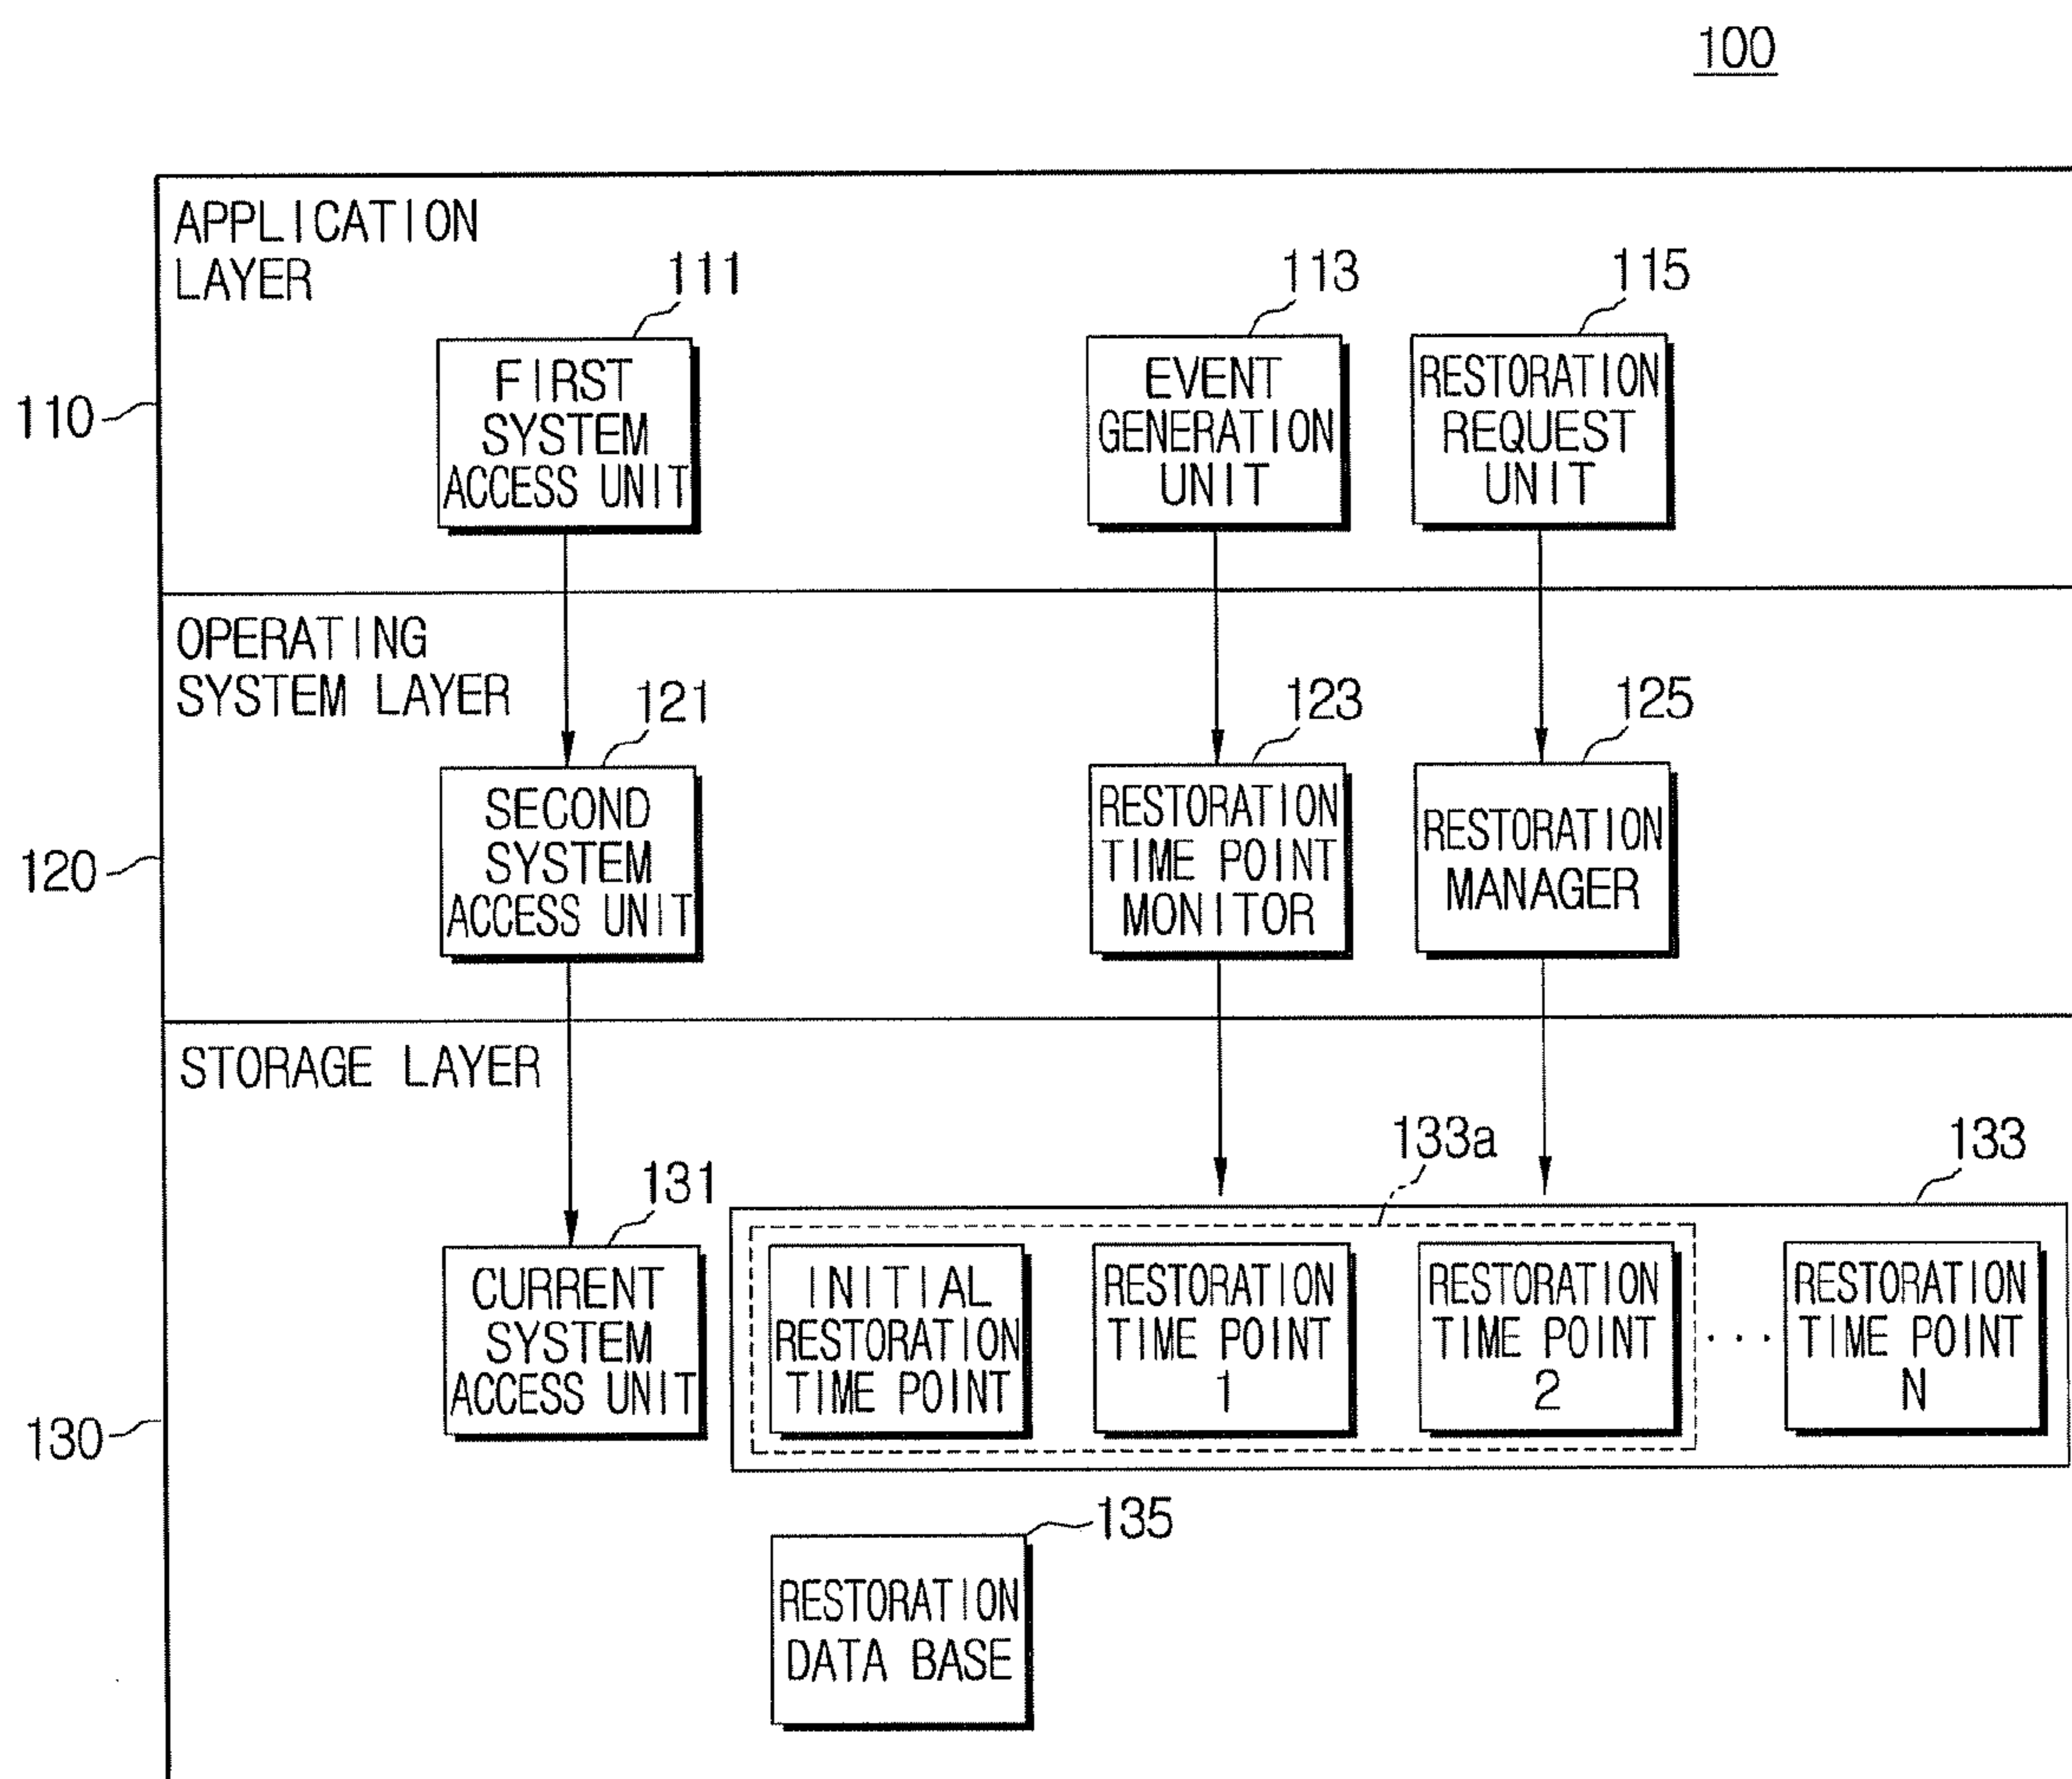 100
APPLICATION
LAYER
111
113
115
FIRST
SYSTEM
ACCESS UNIT
EVENT
GENERATION
UNIT
RESTORATION
REQUEST
UNIT
110
OPERATING
SYSTEM LAYER
121
123
125
SECOND
SYSTEM
ACCESS UNIT
RESTORATION
TIME POINT
MONITOR
RESTORATION
MANAGER
120
STORAGE LAYER
133a
133
131
CURRENT
SYSTEM
ACCESS UNIT
INITIAL
RESTORATION
TIME POINT
RESTORATION
TIME POINT
1
RESTORATION
TIME POINT
2
...
RESTORATION
TIME POINT
N
130
135
RESTORATION
DATA BASE